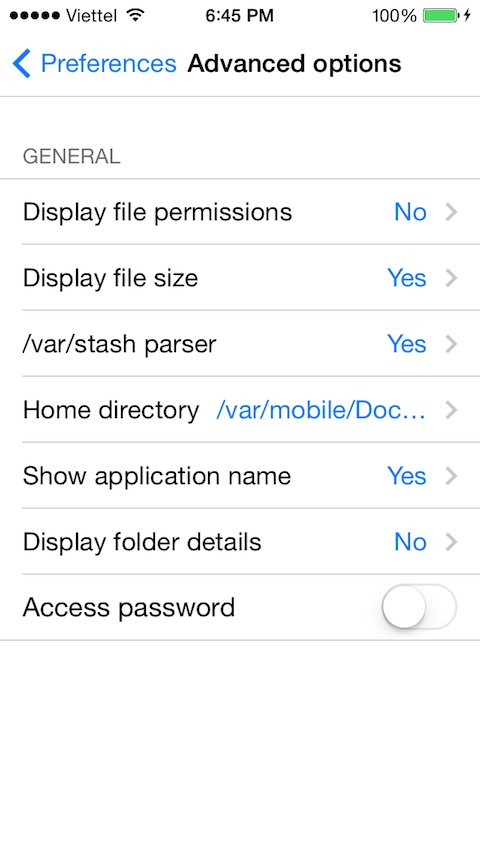 Viettel 6:45 PM 100%
Preferences Advanced options
GENERAL
Display file permissions No
Display file size Yes
/var/stash parser Yes
Home directory /var/mobile/Doc...
Show application name Yes
Display folder details No
Access password